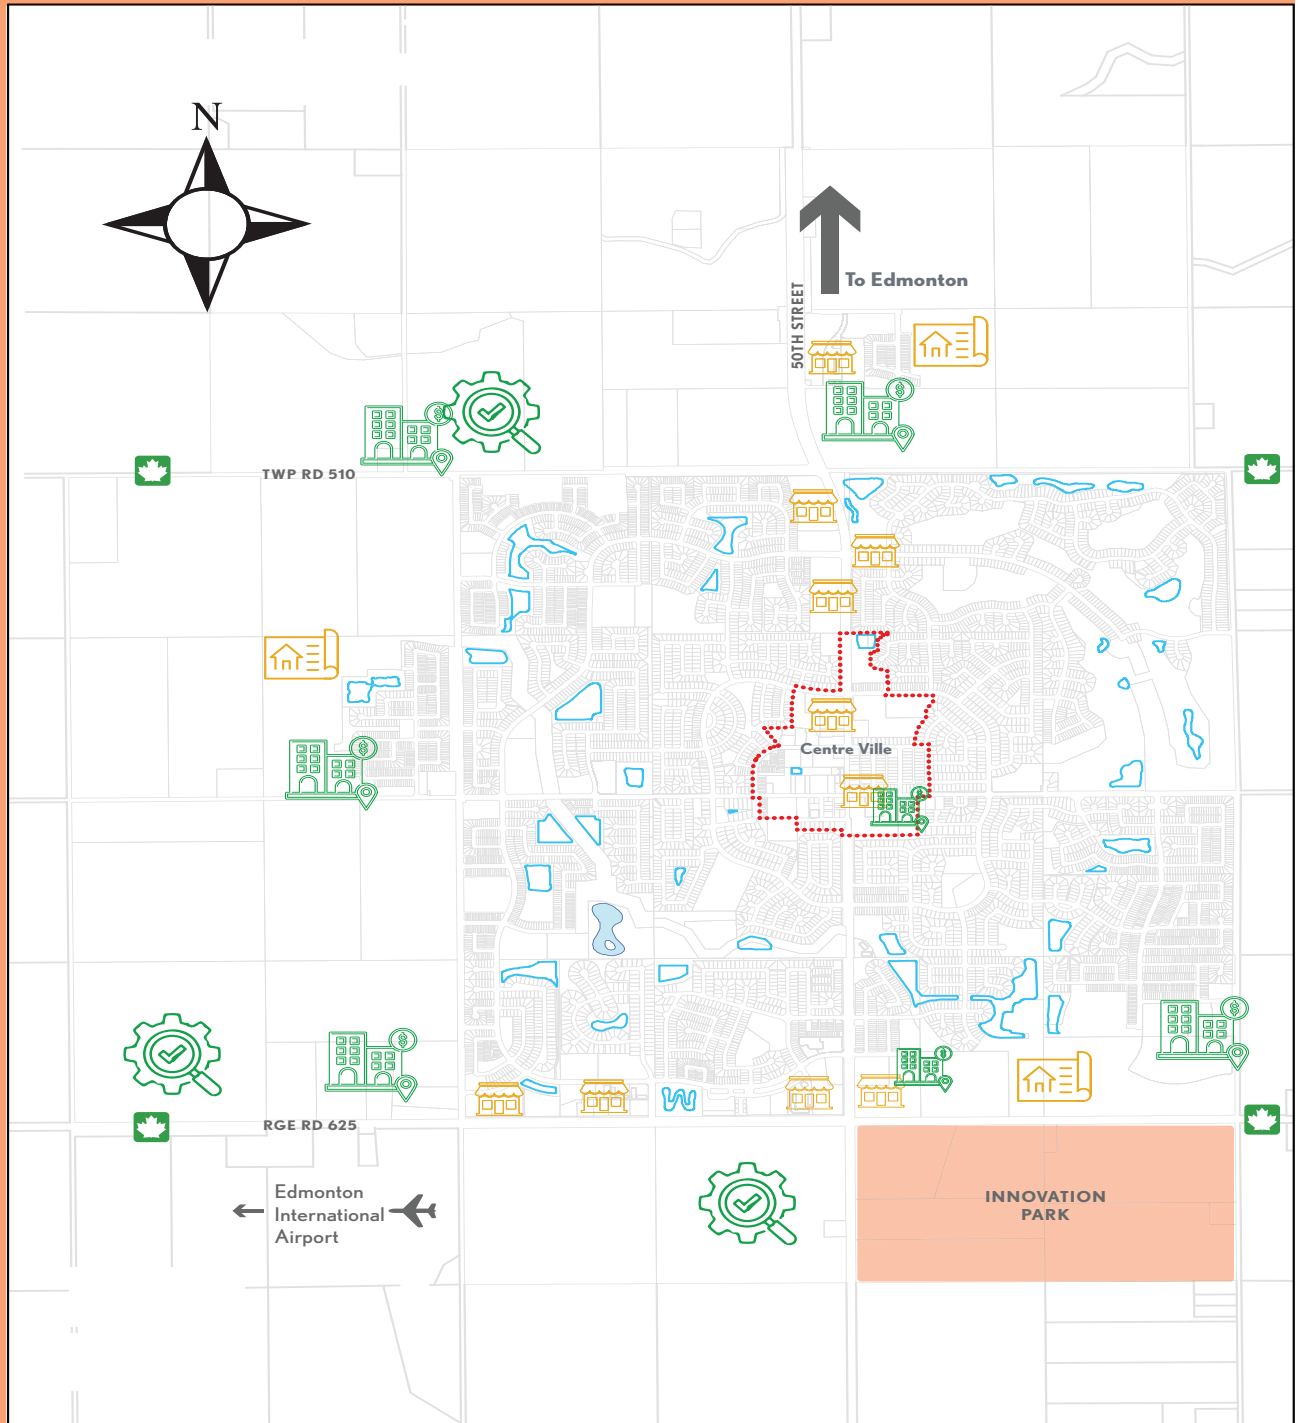 N
To Edmonton
50TH STREET
TWP RD 510
Centre Ville
RGE RD 625
Edmonton
International
Airport
INNOVATION
PARK